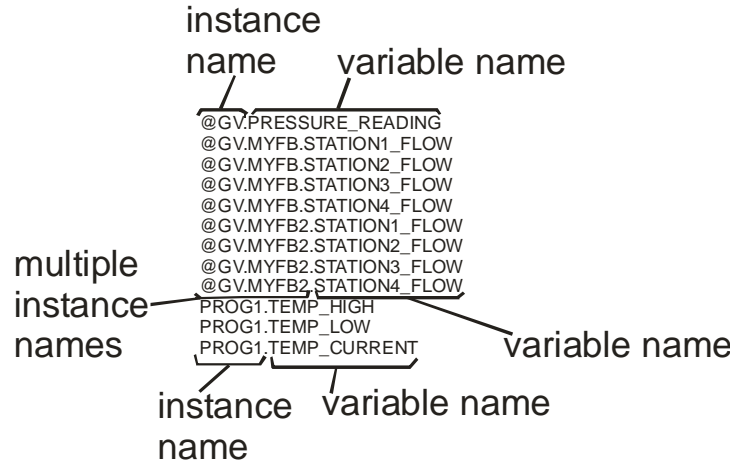 instance
name
variable name
@GV.PRESSURE_READING
@GV.MYFB.STATION1_FLOW
@GV.MYFB.STATION2_FLOW
@GV.MYFB.STATION3_FLOW
@GV.MYFB.STATION4_FLOW
@GV.MYFB2.STATION1_FLOW
@GV.MYFB2.STATION2_FLOW
@GV.MYFB2.STATION3_FLOW
@GV.MYFB2.STATION4_FLOW
multiple
instance
names
PROG1.TEMP_HIGH
PROG1.TEMP_LOW
PROG1.TEMP_CURRENT
variable name
instance
name
variable name